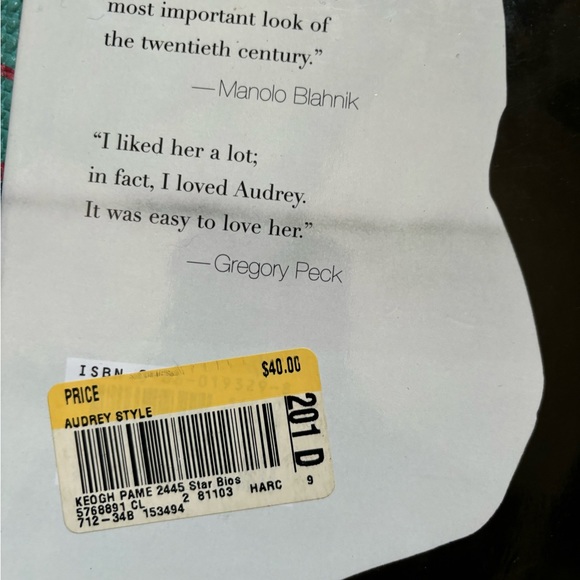 most important look of
the twentieth century.”
—Manolo Blahnik
“I liked her a lot;
in fact, I loved Audrey.
It was easy to love her.”
—Gregory Peck
ISBN
PRICE $40.00
AUDREY STYLE
201 D
KEOGH PAME 2445 Star Bios
5768891 CL 2 81103 HARC 9
712-34B 153494